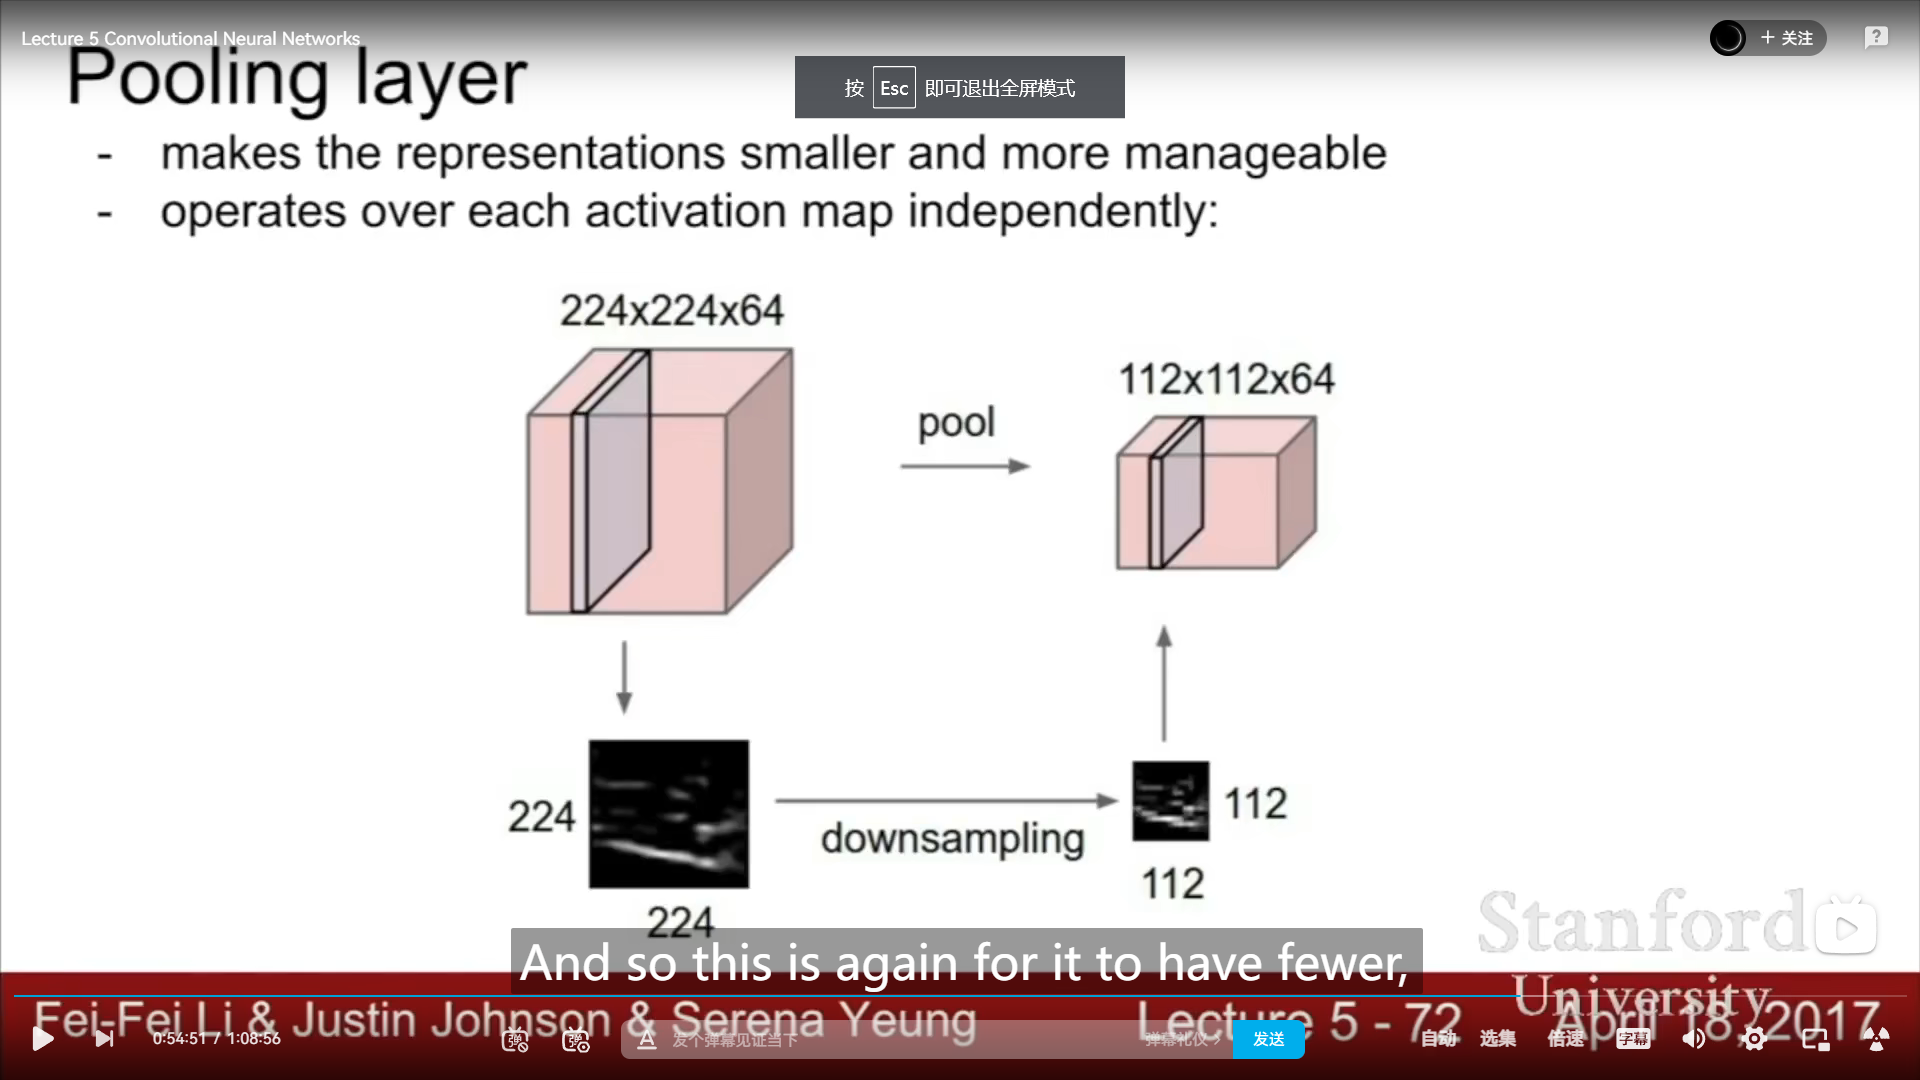 Lecture 5 Convolutional Neural Networks
+ 关注
?
Pooling layer
按 Esc 即可退出全屏模式
- makes the representations smaller and more manageable
- operates over each activation map independently:
224x224x64
112x112x64
pool
224
downsampling
112
112
224
Stanford
University
And so this is again for it to have fewer,
Fei-Fei Li & Justin Johnson & Serena Yeung
Lecture 5 - 72
April 18, 2017
0:54:51 / 1:08:56
弹
弹
A
发个弹幕见证当下
弹幕礼仪 >
发送
自动
选集
倍速
字幕